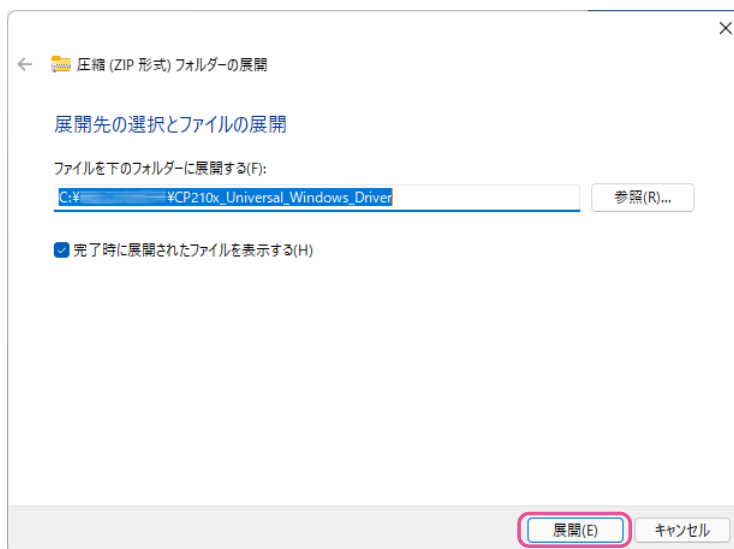 圧縮 (ZIP 形式) フォルダーの展開
展開先の選択とファイルの展開
ファイルを下のフォルダーに展開する(F):
C:¥ ¥CP210x_Universal_Windows_Driver
参照(R)...
完了時に展開されたファイルを表示する(H)
展開(E)
キャンセル